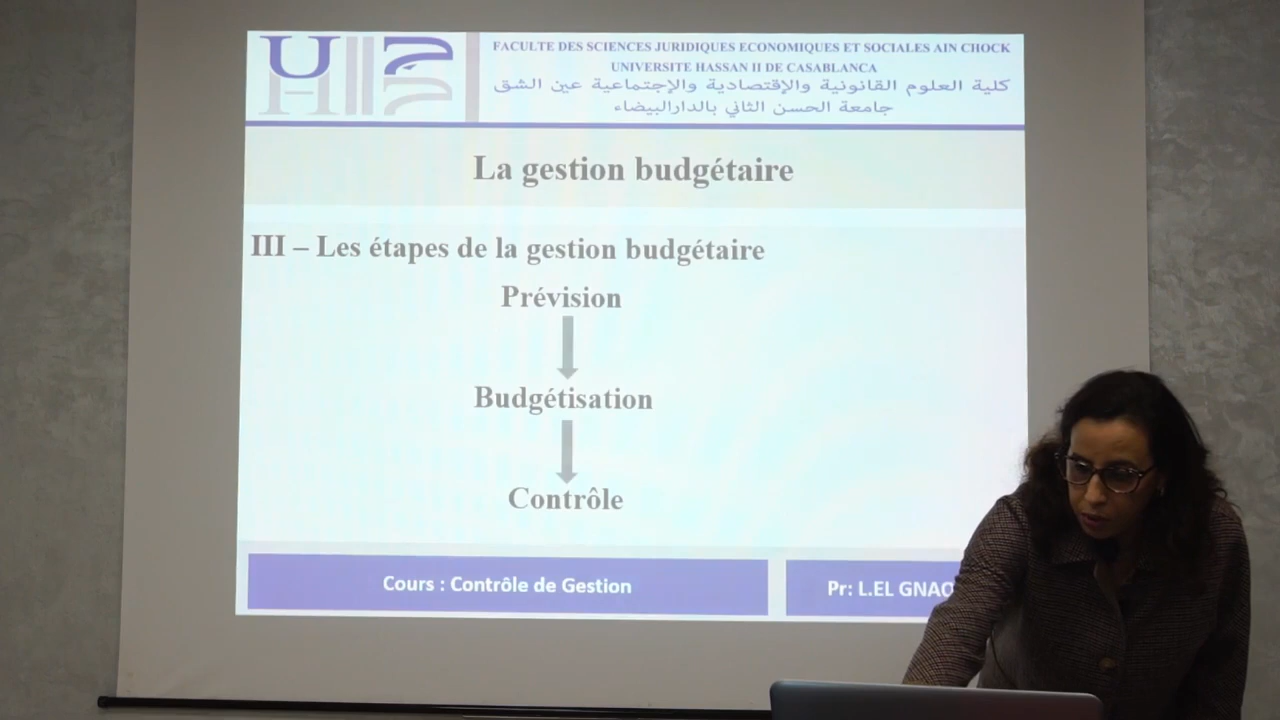 FACULTE DES SCIENCES JURIDIQUES ECONOMIQUES ET SOCIALES AIN CHOCK
UNIVERSITE HASSAN II DE CASABLANCA
كلية العلوم القانونية والإقتصادية والإجتماعية عين الشق
جامعة الحسن الثاني بالدارالبيضاء
La gestion budgétaire
III – Les étapes de la gestion budgétaire
Prévision
Budgétisation
Contrôle
Cours : Contrôle de Gestion
Pr: L.EL